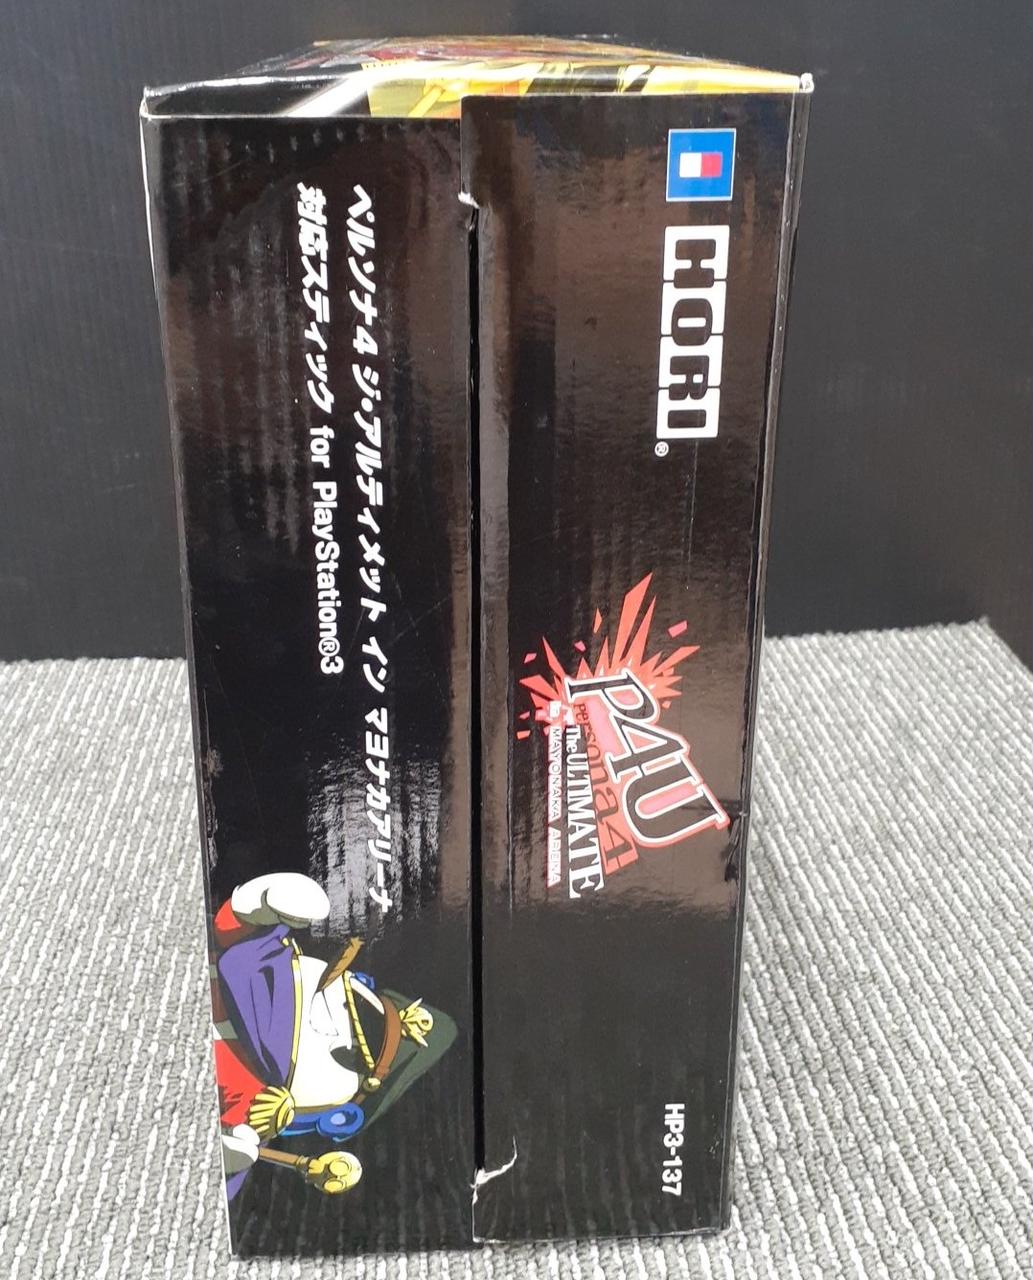 HORI®
P4U
Persona4
The ULTIMATE
in MAYONAKA ARENA
HP3-137
ペルソナ4 ジ・アルティメット イン マヨナカアリーナ
対応スティック for PlayStation®3